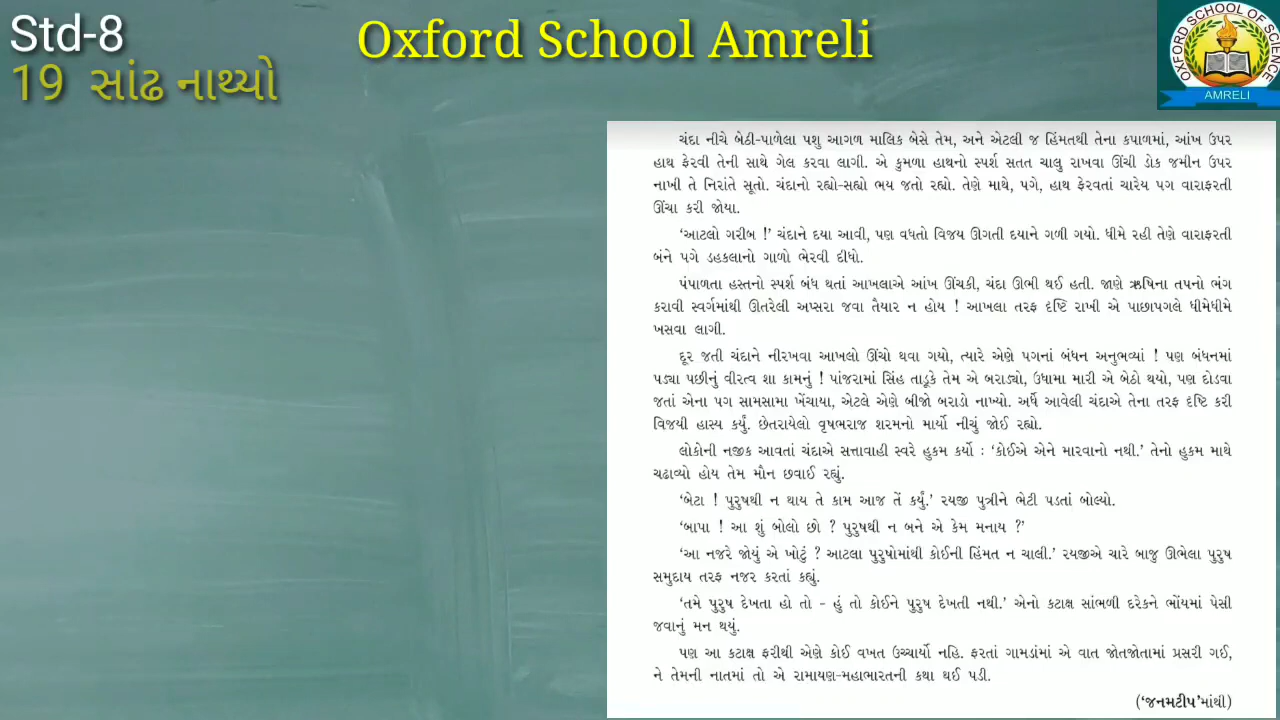 Std-8
Oxford School Amreli
19 સાંઢ નાથ્યો
OXFORD SCHOOL OF SCIENCE
AMRELI
ચંદા નીચે બેઠી-પાળેલા પશુ આગળ માલિક બેસે તેમ, અને એટલી જ હિંમતથી તેના કપાળમાં, આંખ ઉપર
હાથ ફેરવી તેની સાથે ગેલ કરવા લાગી. એ કુમળા હાથનો સ્પર્શ સતત ચાલુ રાખવા ઊંચી ડોક જમીન ઉપર
નાખી તે નિરાંતે સૂતો. ચંદાનો રહ્યો-સહ્યો ભય જતો રહ્યો. તેણે માથે, પગે, હાથ ફેરવતાં ચારેય પગ વારાફરતી
ઊંચા કરી જોયા.
‘આટલો ગરીબ !’ ચંદાને દયા આવી, પણ વધતો વિજય ઊગતી દયાને ગળી ગયો. ધીમે રહી તેણે વારાફરતી
બંને પગે ડહકલાનો ગાળો ભેરવી દીધો.
પંપાળતા હસ્તનો સ્પર્શ બંધ થતાં આખલાએ આંખ ઊંચકી, ચંદા ઊભી થઈ હતી. જાણે ઋષિના તપનો ભંગ
કરાવી સ્વર્ગમાંથી ઊતરેલી અપ્સરા જવા તૈયાર ન હોય ! આખલા તરફ દૃષ્ટિ રાખી એ પાછાપગલે ધીમેધીમે
ખસવા લાગી.
દૂર જતી ચંદાને નીરખવા આખલો ઊંચો થવા ગયો, ત્યારે એણે પગનાં બંધન અનુભવ્યાં ! પણ બંધનમાં
પડ્યા પછીનું વીરત્વ શા કામનું ! પાંજરામાં સિંહ તાડૂકે તેમ એ બરાડ્યો, ઉધામા મારી એ બેઠો થયો, પણ દોડવા
જતાં એના પગ સામસામા ખેંચાયા, એટલે એણે બીજો બરાડો નાખ્યો. અર્ધે આવેલી ચંદાએ તેના તરફ દૃષ્ટિ કરી
વિજયી હાસ્ય કર્યું. છેતરાયેલો વૃષભરાજ શરમનો માર્યો નીચું જોઈ રહ્યો.
લોકોની નજીક આવતાં ચંદાએ સત્તાવાહી સ્વરે હુકમ કર્યો : ‘કોઈએ એને મારવાનો નથી.’ તેનો હુકમ માથે
ચઢાવ્યો હોય તેમ મૌન છવાઈ રહ્યું.
‘બેટા ! પુરુષથી ન થાય તે કામ આજ તેં કર્યું.’ રયજી પુત્રીને ભેટી પડતાં બોલ્યો.
‘બાપા ! આ શું બોલો છો ? પુરુષથી ન બને એ કેમ મનાય ?’
‘આ નજરે જોયું એ ખોટું ? આટલા પુરુષોમાંથી કોઈની હિંમત ન ચાલી.’ રયજીએ ચારે બાજુ ઊભેલા પુરુષ
સમુદાય તરફ નજર કરતાં કહ્યું.
‘તમે પુરુષ દેખતા હો તો - હું તો કોઈને પુરુષ દેખતી નથી.’ એનો કટાક્ષ સાંભળી દરેકને ભોંયમાં પેસી
જવાનું મન થયું.
પણ આ કટાક્ષ ફરીથી એણે કોઈ વખત ઉચ્ચાર્યો નહિ. ફરતાં ગામડાંમાં એ વાત જોતજોતામાં પ્રસરી ગઈ,
ને તેમની નાતમાં તો એ રામાયણ-મહાભારતની કથા થઈ પડી.
(‘જનમટીપ’માંથી)